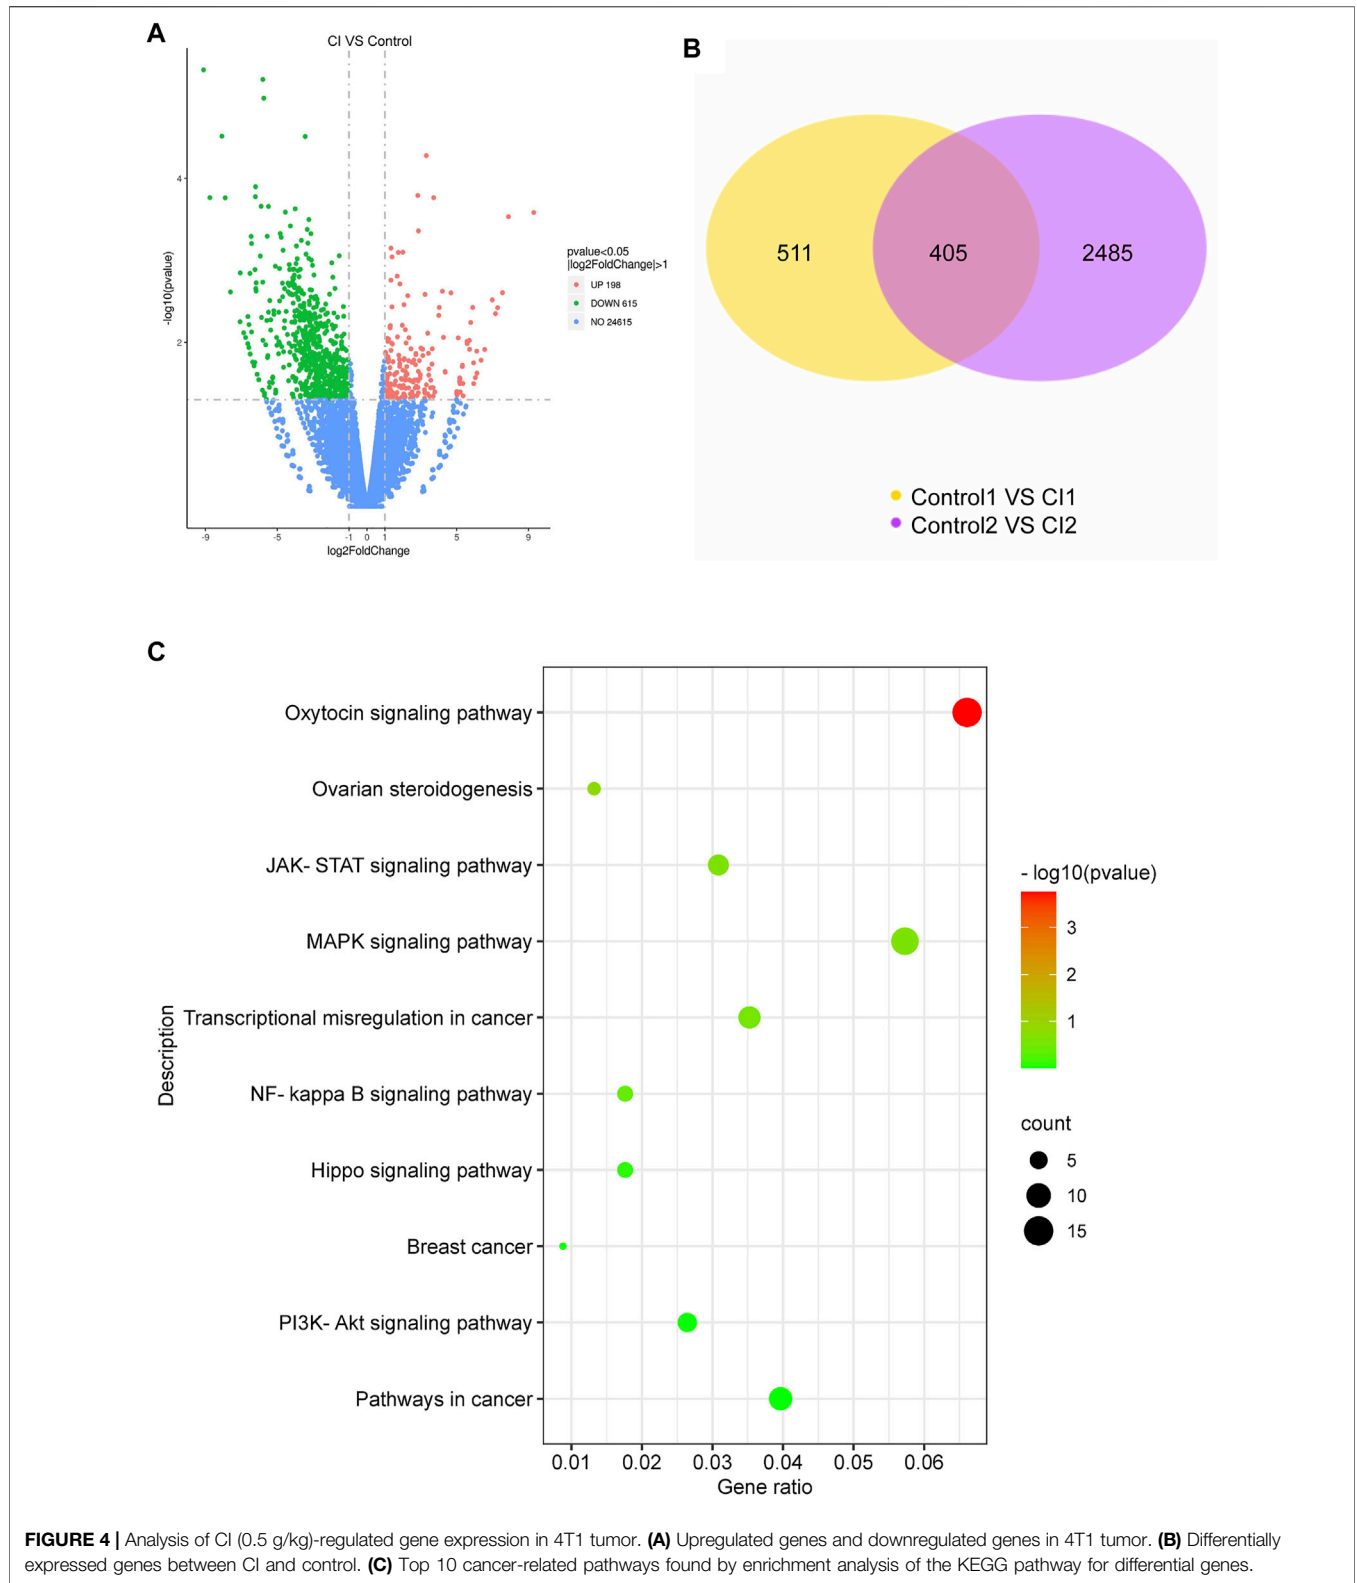 A
CI VS Control
4
2
-log10(pvalue)
-9 -5 -1 0 1 5 9
log2FoldChange
pvalue<0.05
|log2FoldChange|>1
UP 198
DOWN 615
NO 24615
B
511 405 2485
Control1 VS CI1
Control2 VS CI2
C
Description
Oxytocin signaling pathway
Ovarian steroidogenesis
JAK- STAT signaling pathway
MAPK signaling pathway
Transcriptional misregulation in cancer
NF- kappa B signaling pathway
Hippo signaling pathway
Breast cancer
PI3K- Akt signaling pathway
Pathways in cancer
0.01 0.02 0.03 0.04 0.05 0.06
Gene ratio
- log10(pvalue)
3
2
1
count
5
10
15
FIGURE 4 | Analysis of CI (0.5 g/kg)-regulated gene expression in 4T1 tumor. (A) Upregulated genes and downregulated genes in 4T1 tumor. (B) Differentially
expressed genes between CI and control. (C) Top 10 cancer-related pathways found by enrichment analysis of the KEGG pathway for differential genes.